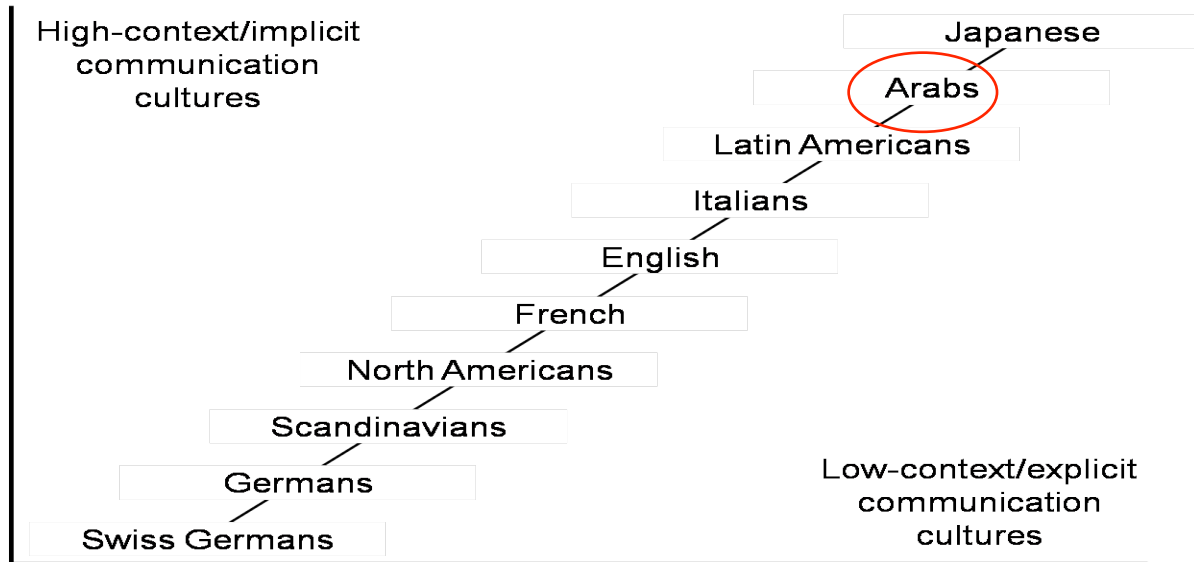 High-context/implicit
communication
cultures
Japanese
Arabs
Latin Americans
Italians
English
French
North Americans
Scandinavians
Germans
Swiss Germans
Low-context/explicit
communication
cultures